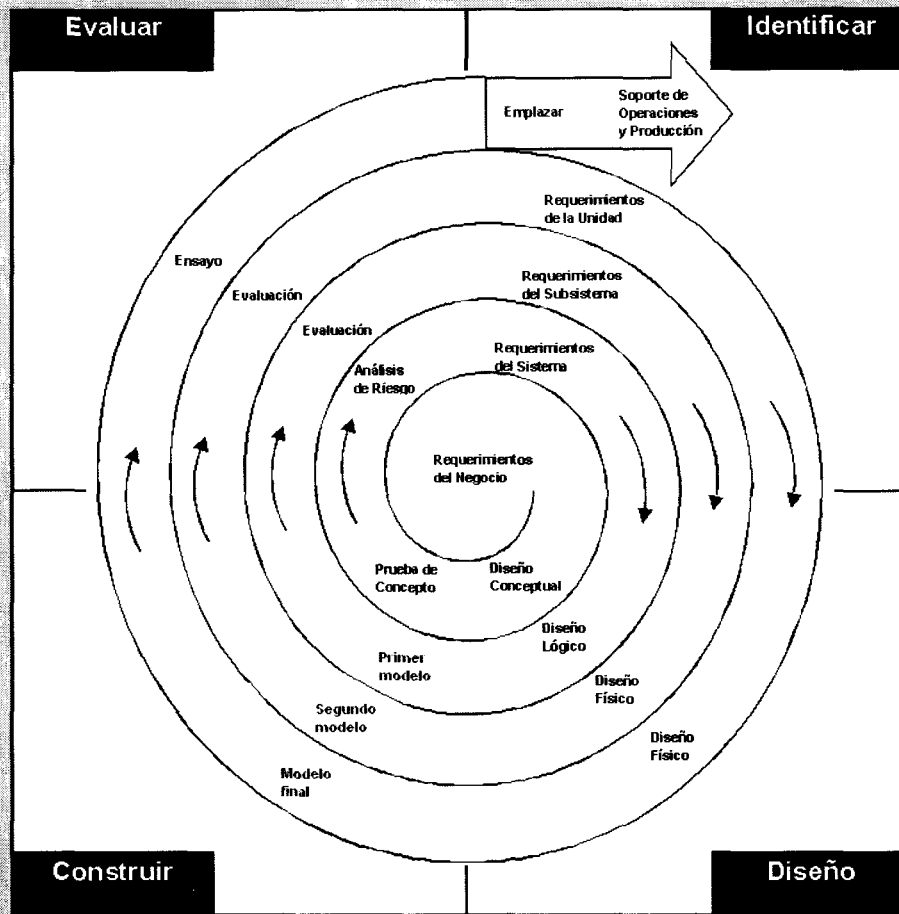 Evaluar
Identificar
Emplazar
Soporte de
Operaciones
y Producción
Requerimientos
de la Unidad
Ensayo
Evaluación
Requerimientos
del Subsistema
Evaluación
Requerimientos
del Sistema
Análisis
de Riesgo
Requerimientos
del Negocio
Prueba de
Concepto
Diseño
Conceptual
Diseño
Lógico
Primer
modelo
Diseño
Físico
Segundo
modelo
Diseño
Físico
Modelo
final
Construir
Diseño